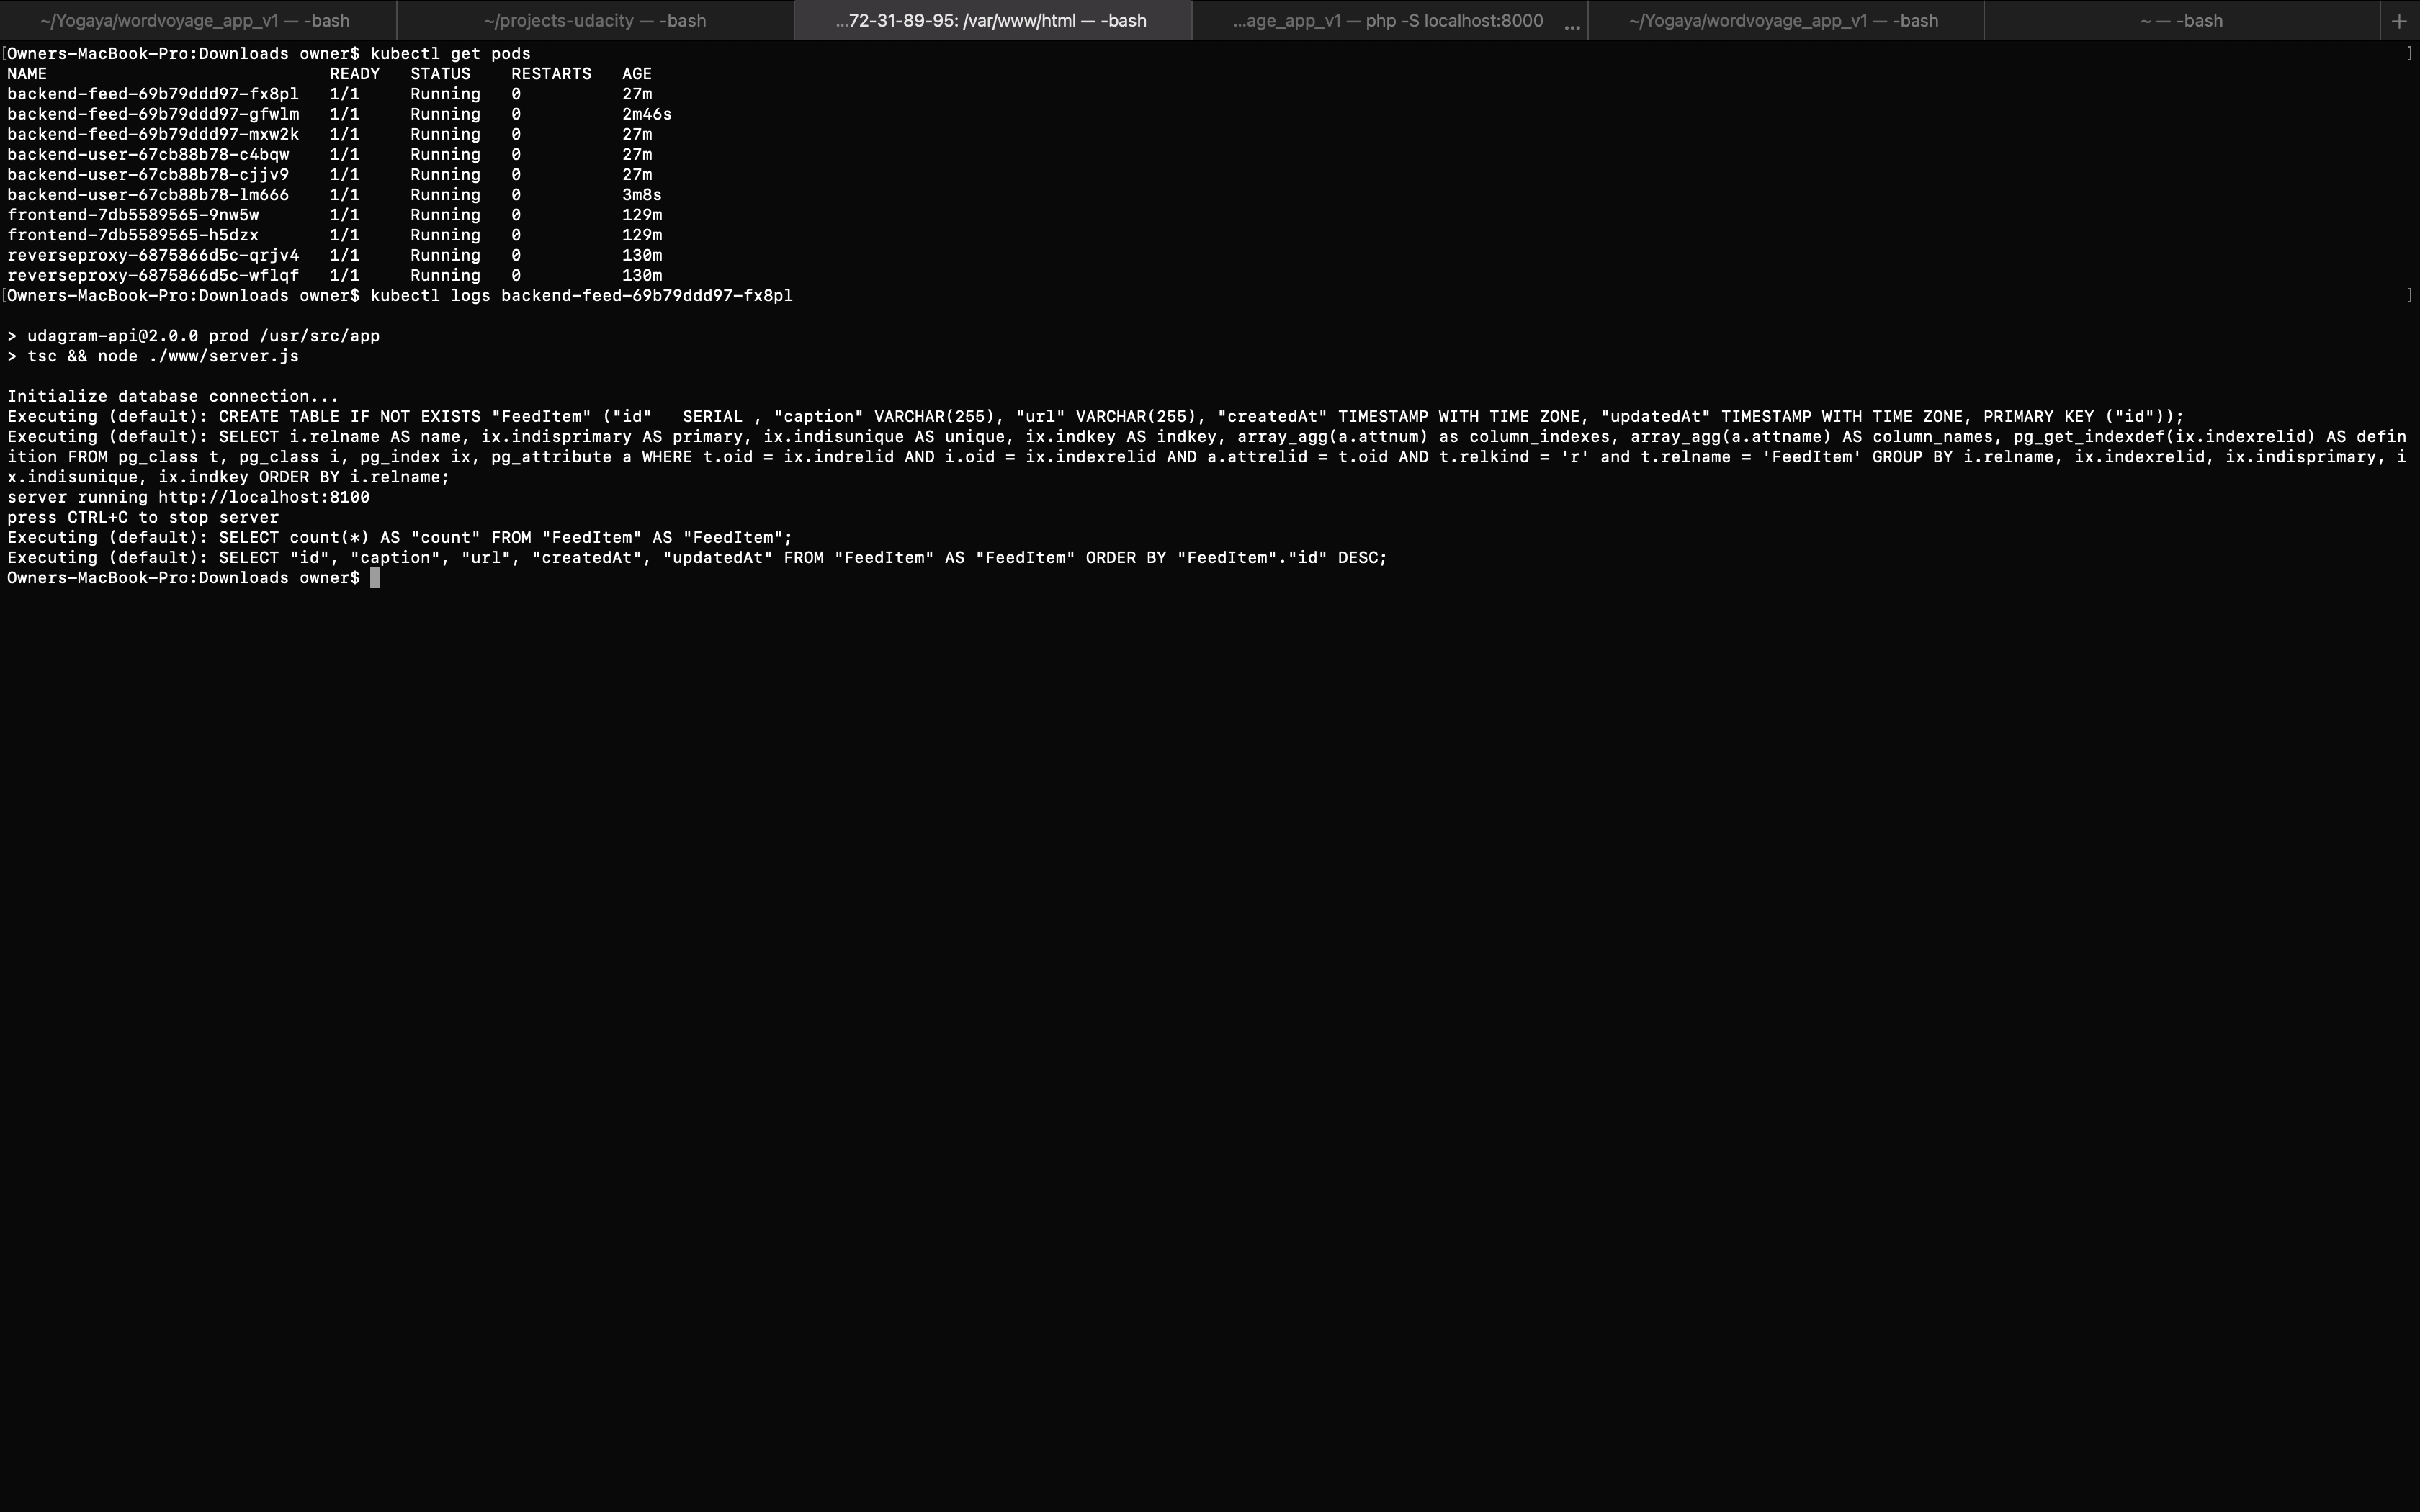 ~/Yogaya/wordvoyage_app_v1 — -bash
~/projects-udacity — -bash
...72-31-89-95: /var/www/html — -bash
...age_app_v1 — php -S localhost:8000 ...
~/Yogaya/wordvoyage_app_v1 — -bash
~ — -bash
+
[Owners-MacBook-Pro:Downloads owner$ kubectl get pods ]
NAME READY STATUS RESTARTS AGE
backend-feed-69b79ddd97-fx8pl 1/1 Running 0 27m
backend-feed-69b79ddd97-gfwlm 1/1 Running 0 2m46s
backend-feed-69b79ddd97-mxw2k 1/1 Running 0 27m
backend-user-67cb88b78-c4bqw 1/1 Running 0 27m
backend-user-67cb88b78-cjjv9 1/1 Running 0 27m
backend-user-67cb88b78-lm666 1/1 Running 0 3m8s
frontend-7db5589565-9nw5w 1/1 Running 0 129m
frontend-7db5589565-h5dzx 1/1 Running 0 129m
reverseproxy-6875866d5c-qrjv4 1/1 Running 0 130m
reverseproxy-6875866d5c-wflqf 1/1 Running 0 130m
[Owners-MacBook-Pro:Downloads owner$ kubectl logs backend-feed-69b79ddd97-fx8pl ]
> udagram-api@2.0.0 prod /usr/src/app
> tsc && node ./www/server.js
Initialize database connection...
Executing (default): CREATE TABLE IF NOT EXISTS "FeedItem" ("id"   SERIAL , "caption" VARCHAR(255), "url" VARCHAR(255), "createdAt" TIMESTAMP WITH TIME ZONE, "updatedAt" TIMESTAMP WITH TIME ZONE, PRIMARY KEY ("id"));
Executing (default): SELECT i.relname AS name, ix.indisprimary AS primary, ix.indisunique AS unique, ix.indkey AS indkey, array_agg(a.attnum) as column_indexes, array_agg(a.attname) AS column_names, pg_get_indexdef(ix.indexrelid) AS defin
ition FROM pg_class t, pg_class i, pg_index ix, pg_attribute a WHERE t.oid = ix.indrelid AND i.oid = ix.indexrelid AND a.attrelid = t.oid AND t.relkind = 'r' and t.relname = 'FeedItem' GROUP BY i.relname, ix.indexrelid, ix.indisprimary, i
x.indisunique, ix.indkey ORDER BY i.relname;
server running http://localhost:8100
press CTRL+C to stop server
Executing (default): SELECT count(*) AS "count" FROM "FeedItem" AS "FeedItem";
Executing (default): SELECT "id", "caption", "url", "createdAt", "updatedAt" FROM "FeedItem" AS "FeedItem" ORDER BY "FeedItem"."id" DESC;
Owners-MacBook-Pro:Downloads owner$